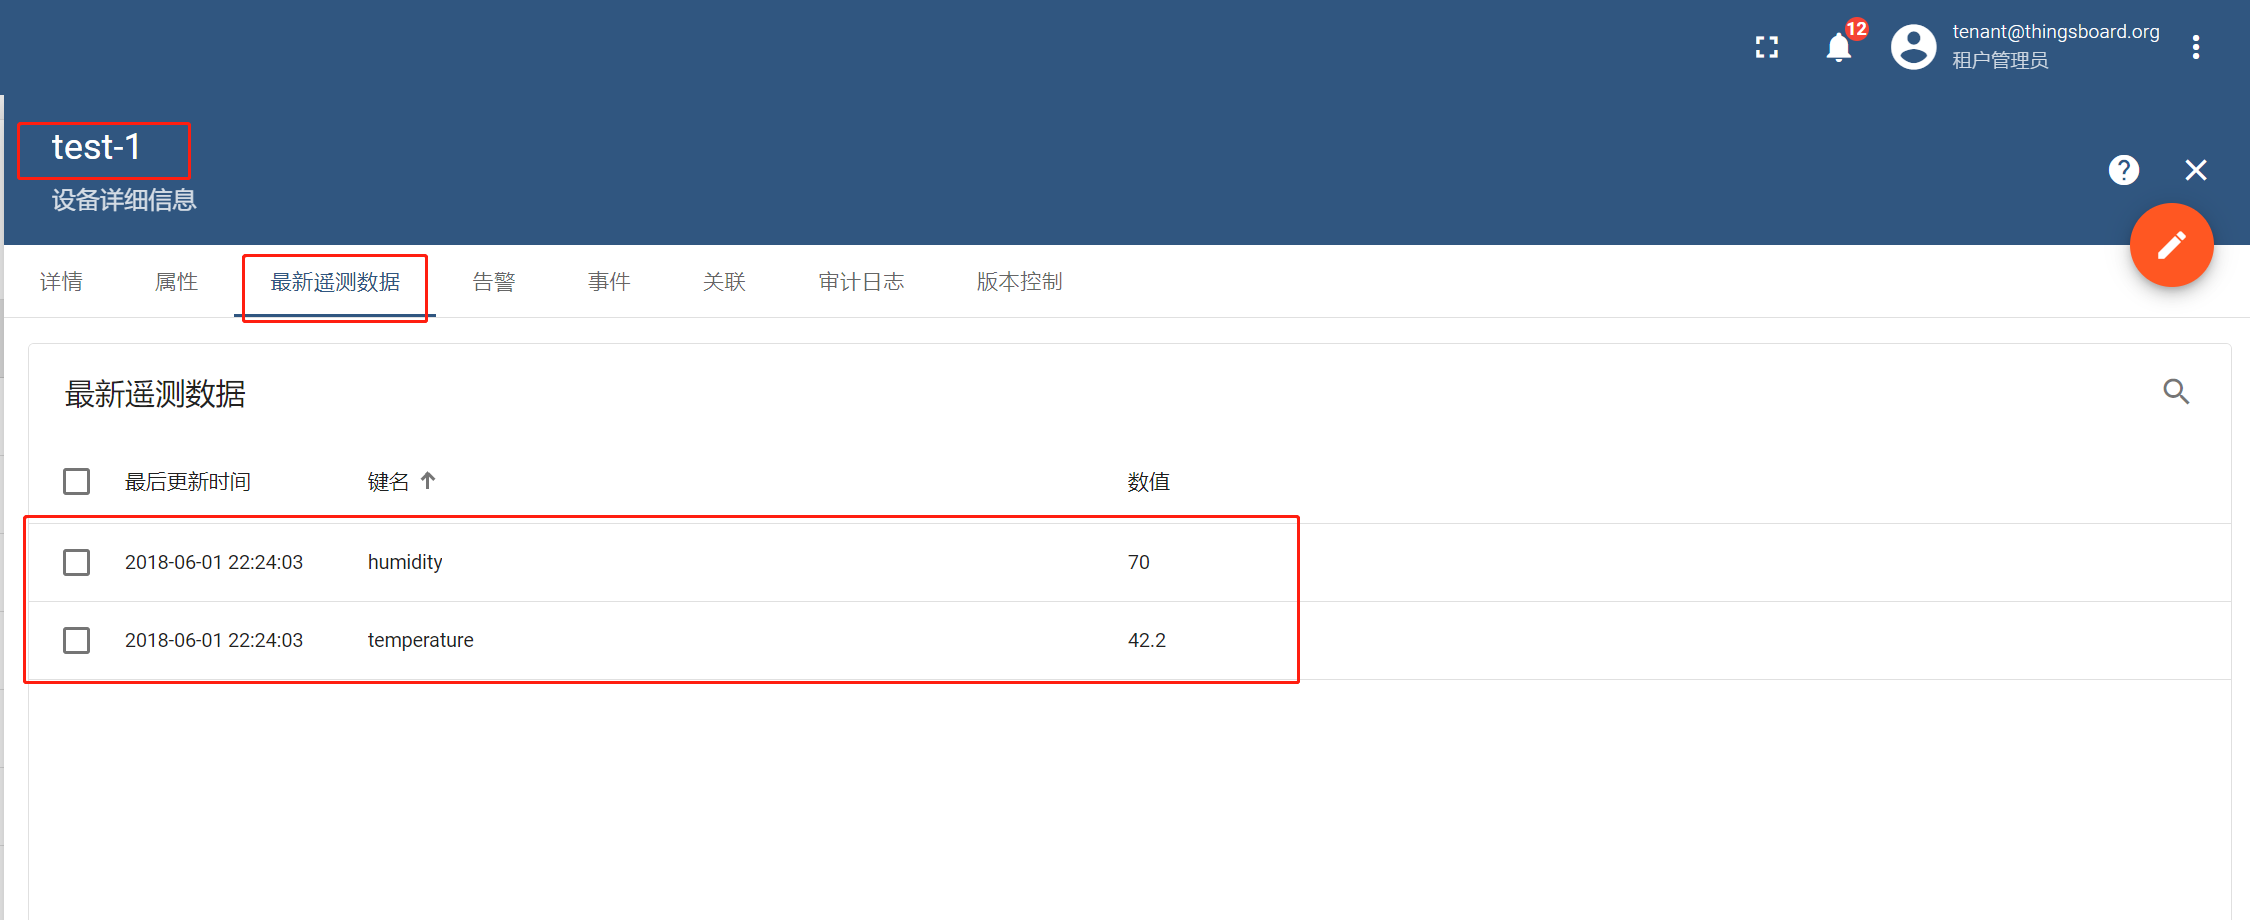 12
tenant@thingsboard.org
租户管理员
test-1
设备详细信息
详情 属性 最新遥测数据 告警 事件 关联 审计日志 版本控制
最新遥测数据
最后更新时间 键名 数值
2018-06-01 22:24:03 humidity 70
2018-06-01 22:24:03 temperature 42.2